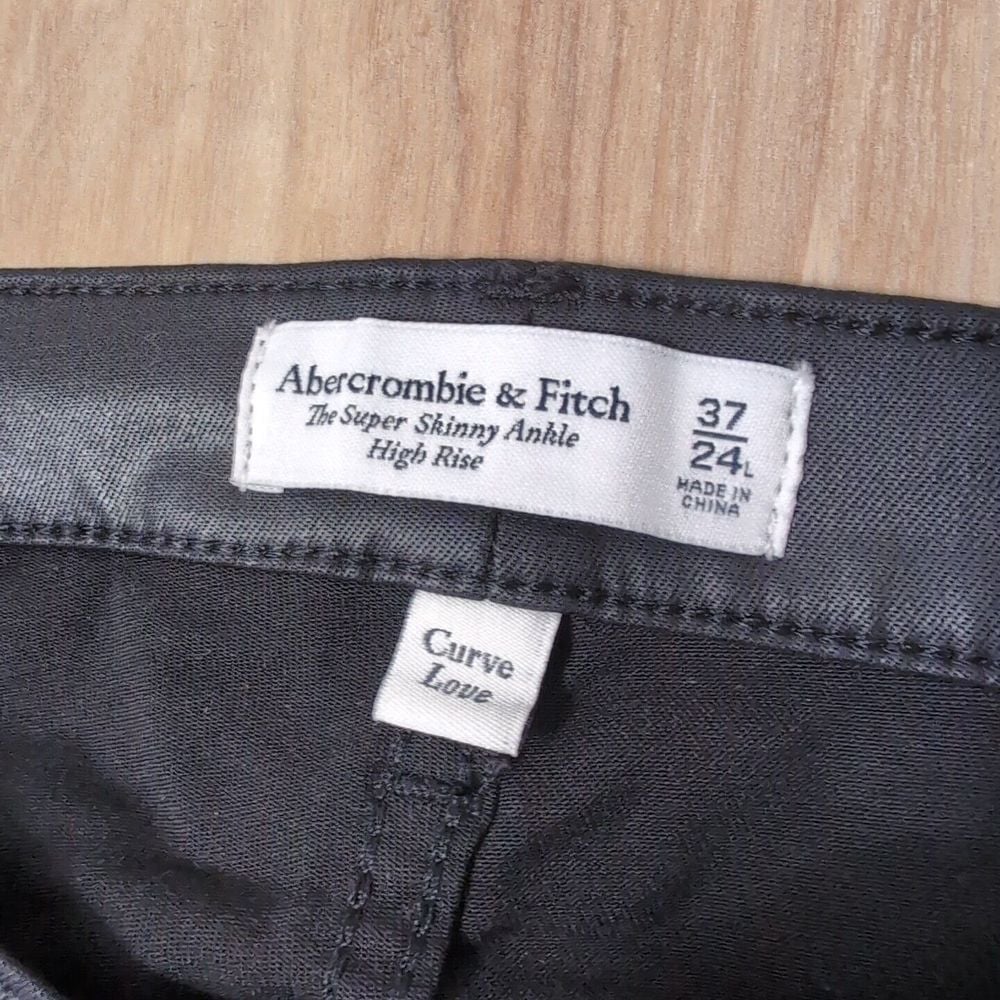 Abercrombie & Fitch
The Super Skinny Ankle
High Rise
37
24L
MADE IN
CHINA
Curve
Love